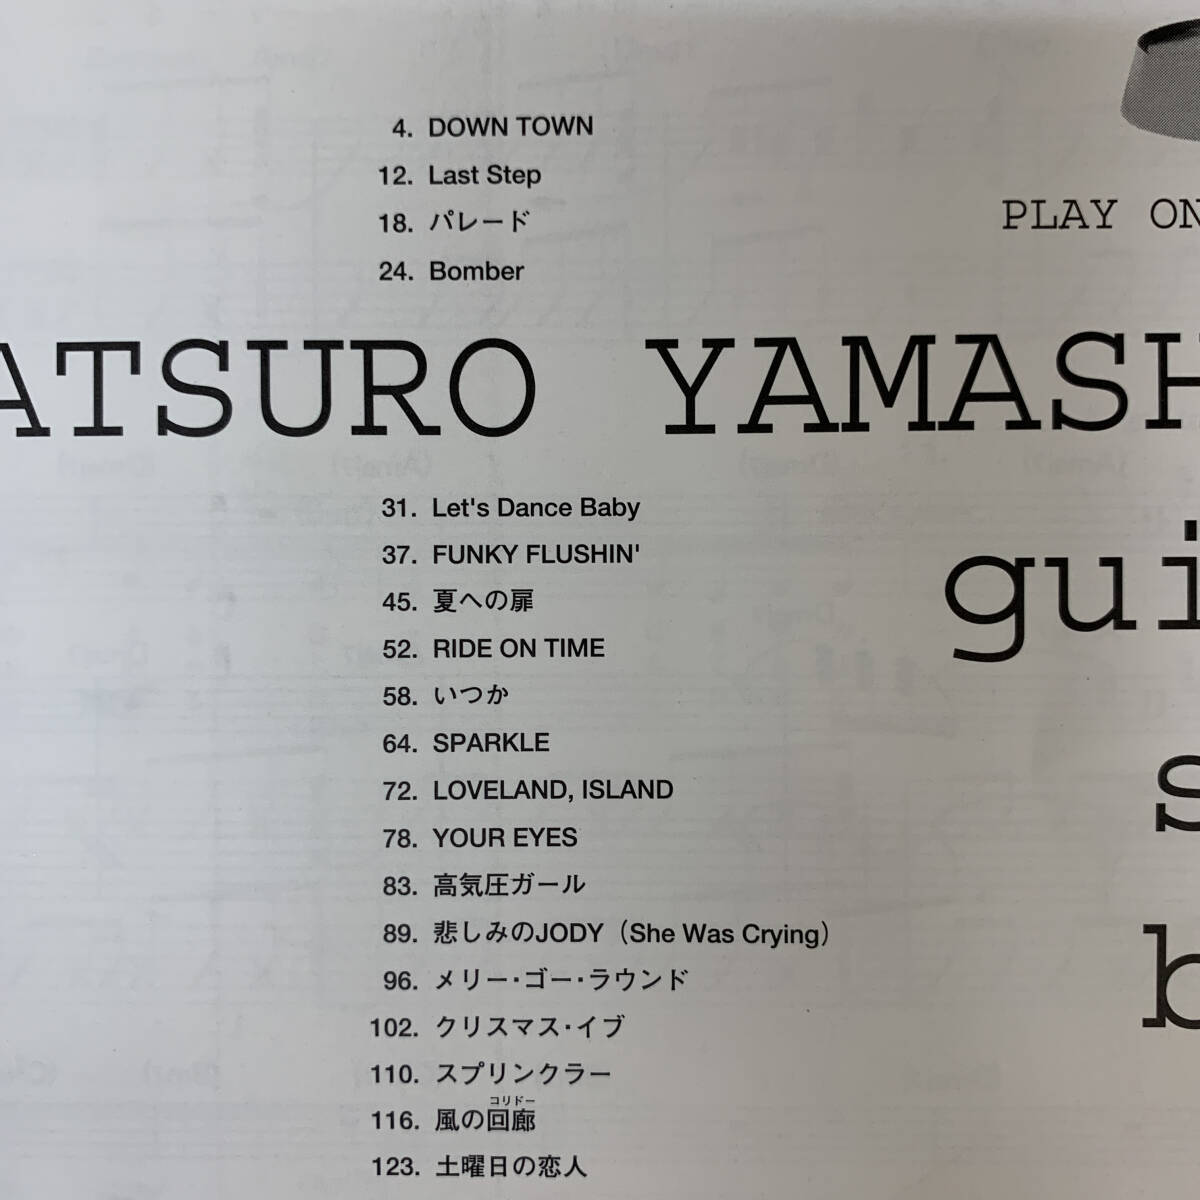 4. DOWN TOWN
12. Last Step
18. パレード
24. Bomber
PLAY ON
ATSURO YAMASH
31. Let's Dance Baby
37. FUNKY FLUSHIN'
45. 夏への扉
52. RIDE ON TIME
58. いつか
64. SPARKLE
72. LOVELAND, ISLAND
78. YOUR EYES
83. 高気圧ガール
89. 悲しみのJODY（She Was Crying）
96. メリー・ゴー・ラウンド
102. クリスマス・イブ
110. スプリンクラー
コリドー
116. 風の回廊
123. 土曜日の恋人
gui
s
b